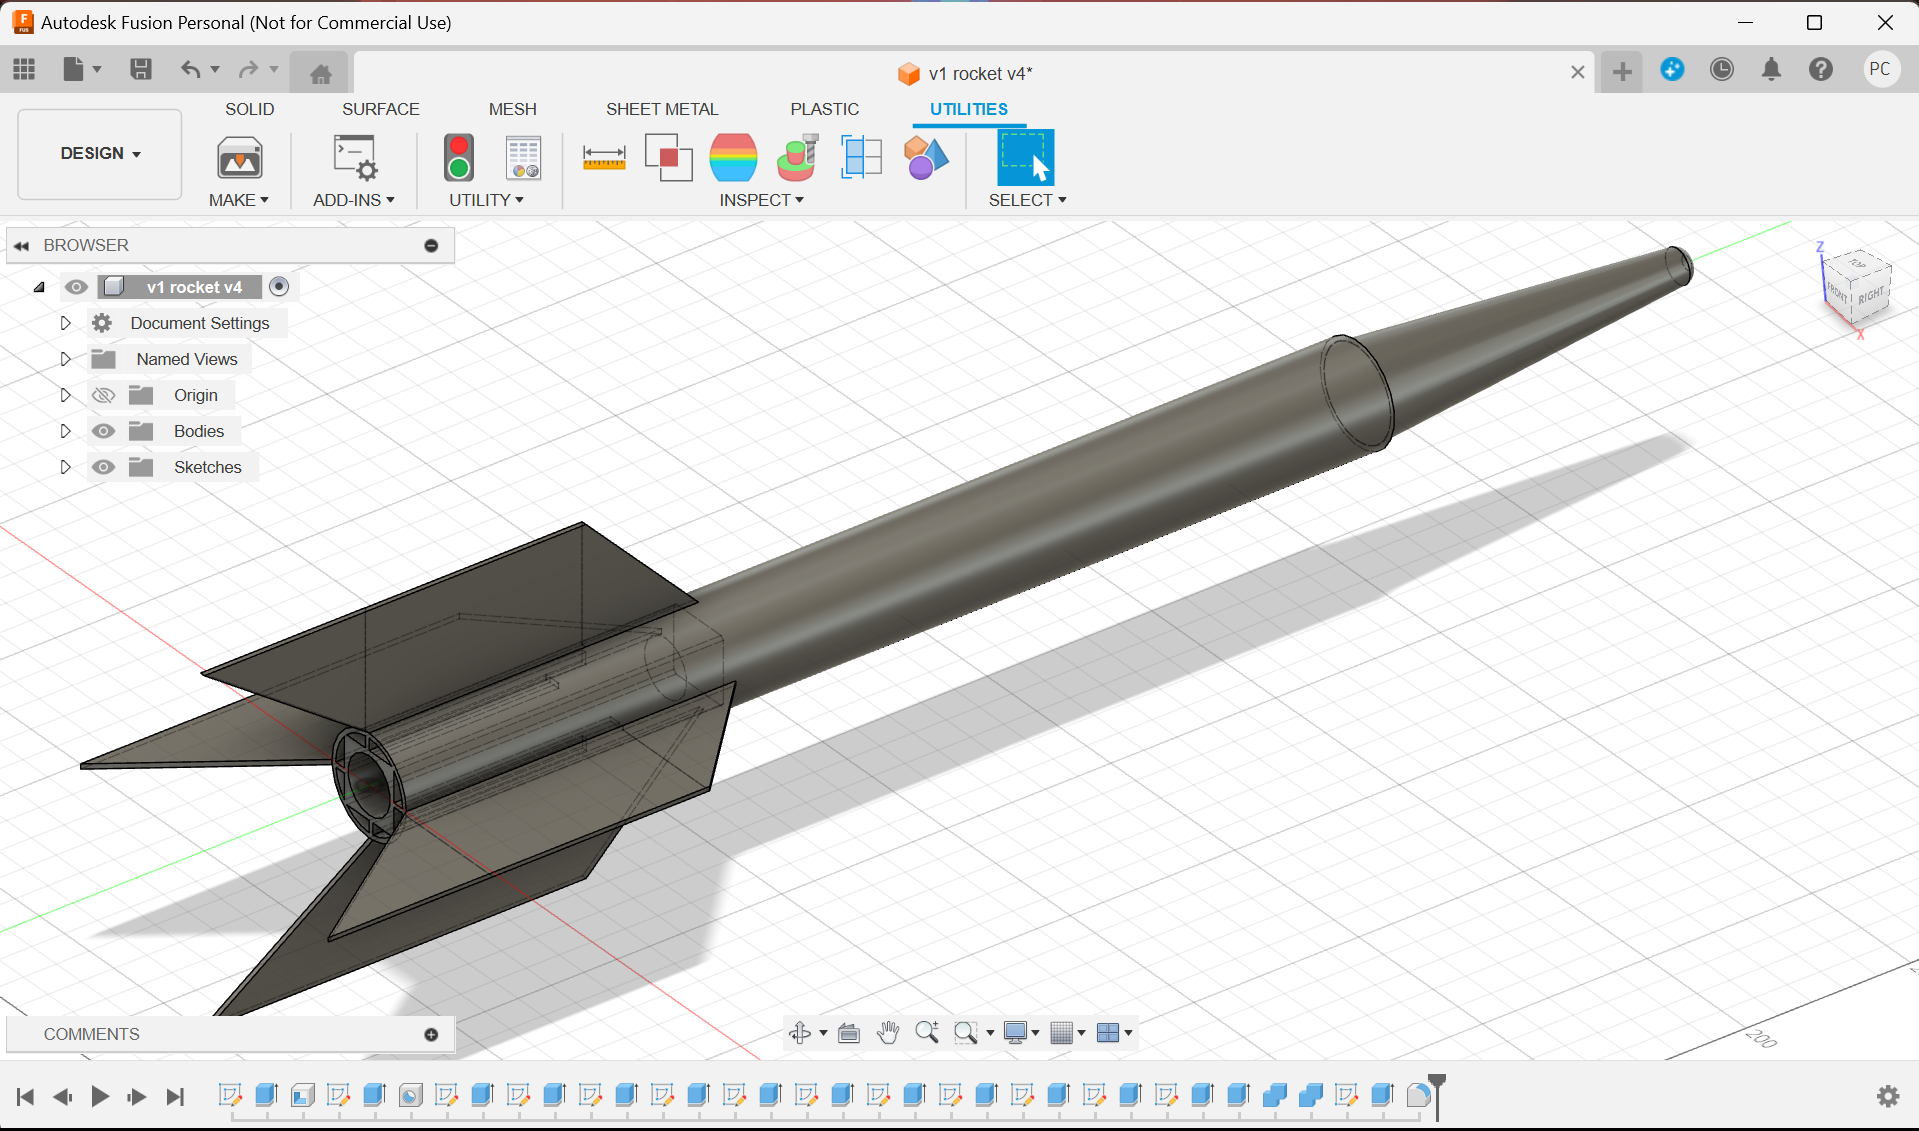 Autodesk Fusion Personal (Not for Commercial Use)
v1 rocket v4*
PC
SOLID SURFACE MESH SHEET METAL PLASTIC UTILITIES
DESIGN
MAKE ADD-INS UTILITY INSPECT SELECT
BROWSER
v1 rocket v4
Document Settings
Named Views
Origin
Bodies
Sketches
Z
TOP
FRONT RIGHT
X
200
COMMENTS